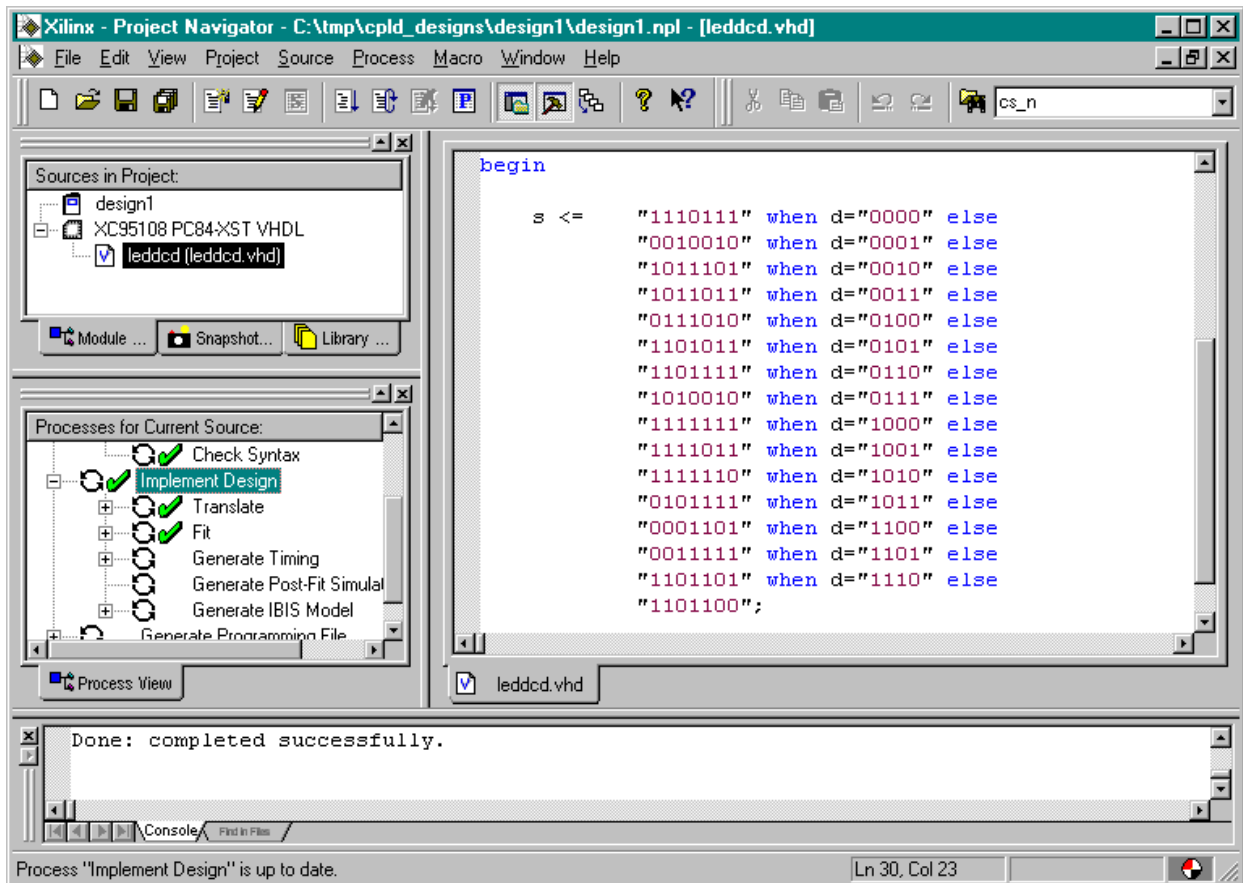 Xilinx - Project Navigator - C:\tmp\cpld_designs\design1\design1.npl - [leddcd.vhd]
File Edit View Project Source Process Macro Window Help
P
cs_n
Sources in Project:
design1
XC95108 PC84-XST VHDL
leddcd (leddcd.vhd)
Module ... Snapshot... Library ...
Processes for Current Source:
Check Syntax
Implement Design
Translate
Fit
Generate Timing
Generate Post-Fit Simulat
Generate IBIS Model
Generate Programming File
Process View
begin
s <= "1110111" when d="0000" else
"0010010" when d="0001" else
"1011101" when d="0010" else
"1011011" when d="0011" else
"0111010" when d="0100" else
"1101011" when d="0101" else
"1101111" when d="0110" else
"1010010" when d="0111" else
"1111111" when d="1000" else
"1111011" when d="1001" else
"1111110" when d="1010" else
"0101111" when d="1011" else
"0001101" when d="1100" else
"0011111" when d="1101" else
"1101101" when d="1110" else
"1101100";
leddcd.vhd
Done: completed successfully.
Console Find in Files
Process "Implement Design" is up to date.
Ln 30, Col 23